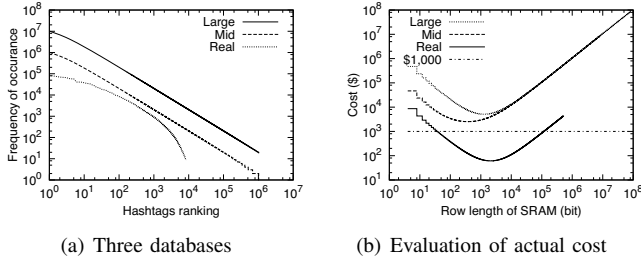 Frequency of occurance
10^8
10^7
10^6
10^5
10^4
10^3
10^2
10^1
10^0
Large
Mid
Real
10^0 10^1 10^2 10^3 10^4 10^5 10^6 10^7
Hashtags ranking
(a) Three databases
Cost ($)
10^8
10^7
10^6
10^5
10^4
10^3
10^2
10^1
Large
Mid
Real
$1,000
10^0 10^1 10^2 10^3 10^4 10^5 10^6 10^7 10^8
Row length of SRAM (bit)
(b) Evaluation of actual cost